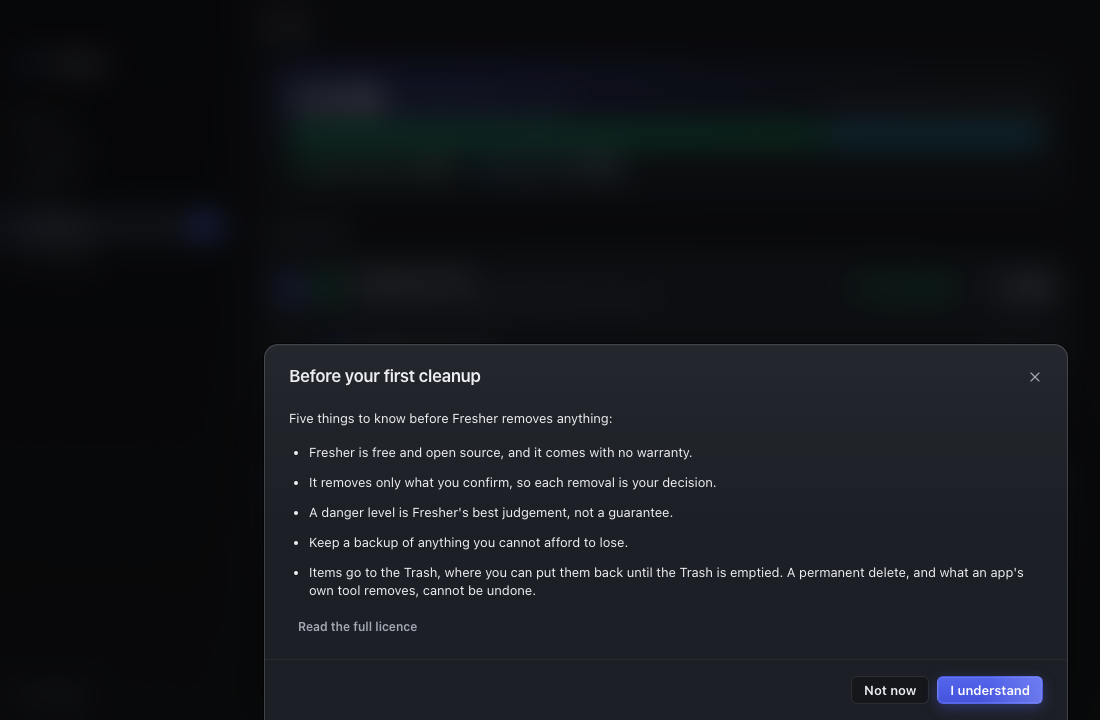 Before your first cleanup
Five things to know before Fresher removes anything:
• Fresher is free and open source, and it comes with no warranty.
• It removes only what you confirm, so each removal is your decision.
• A danger level is Fresher's best judgement, not a guarantee.
• Keep a backup of anything you cannot afford to lose.
• Items go to the Trash, where you can put them back until the Trash is emptied. A permanent delete, and what an app's
own tool removes, cannot be undone.
Read the full licence
Not now
I understand